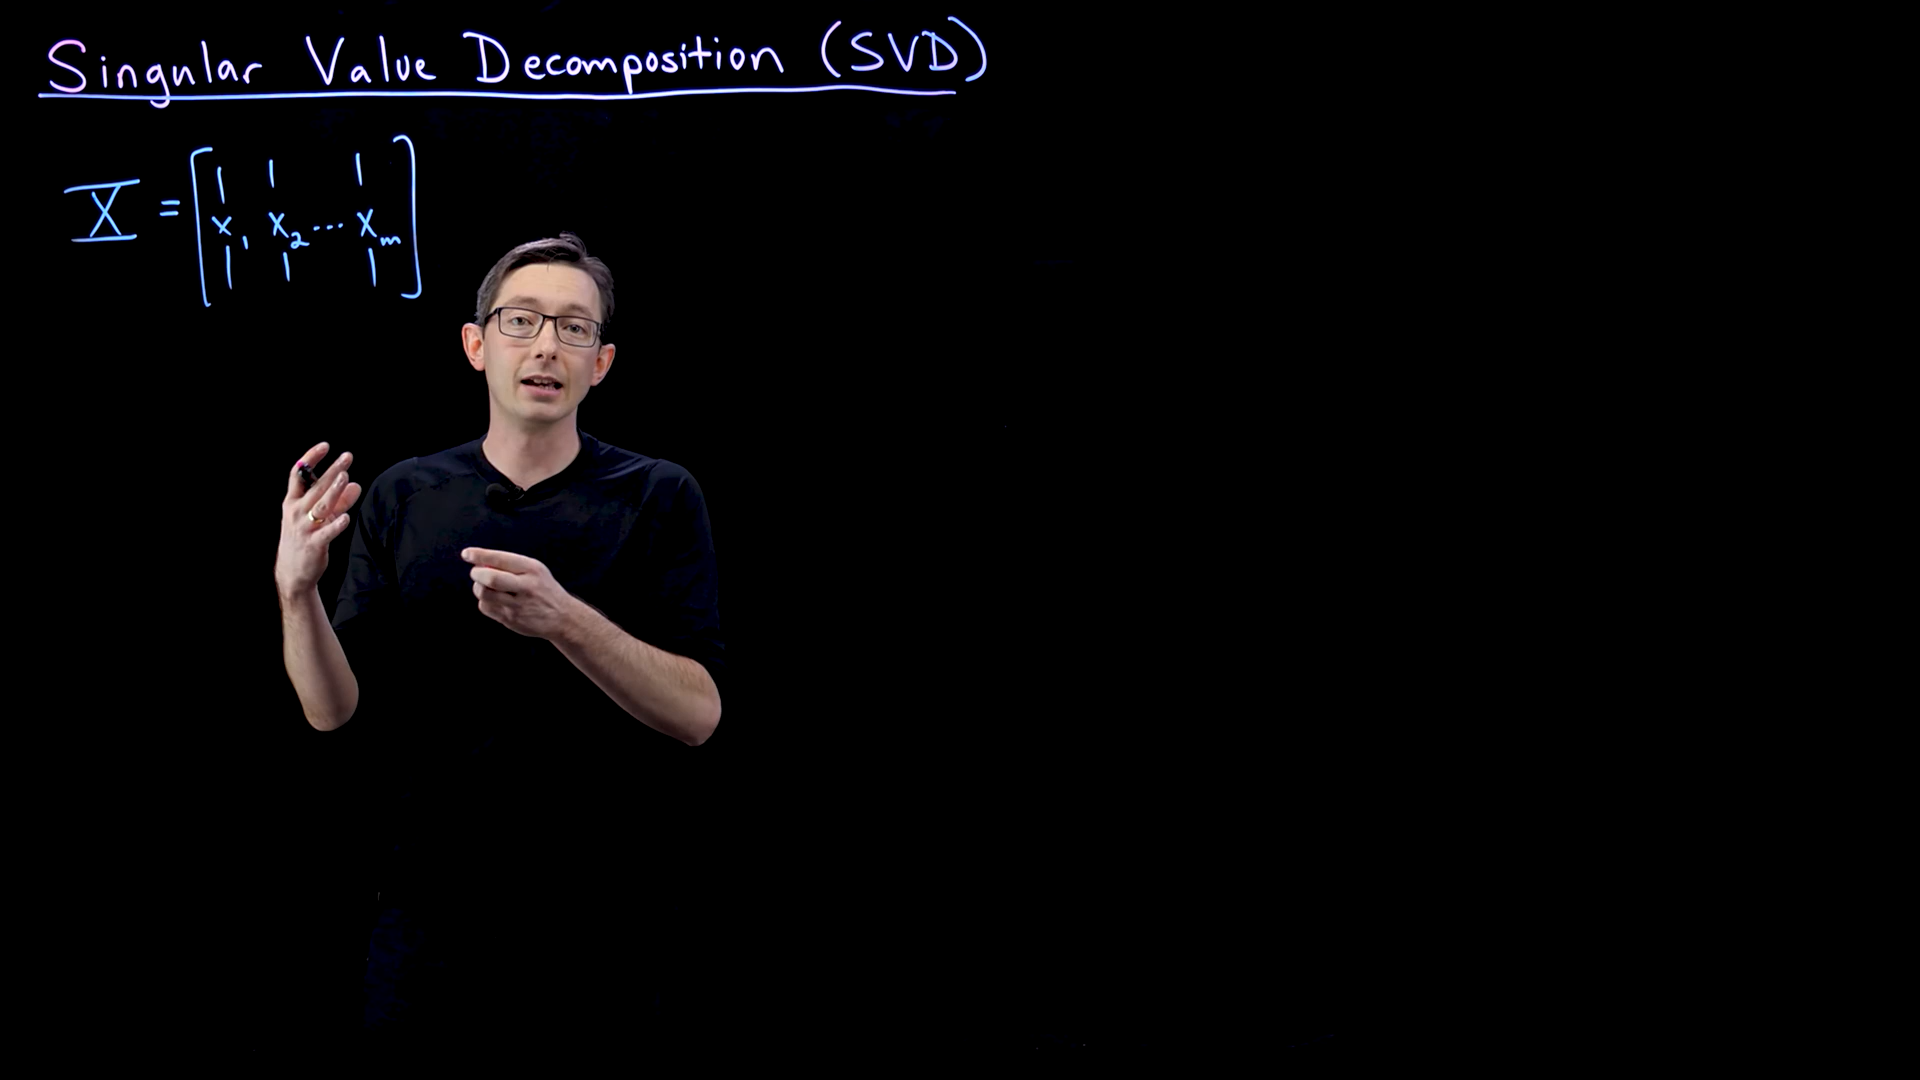 Singular Value Decomposition (SVD)
X = [ | | |
x₁ x₂ ... xₘ
| | | ]